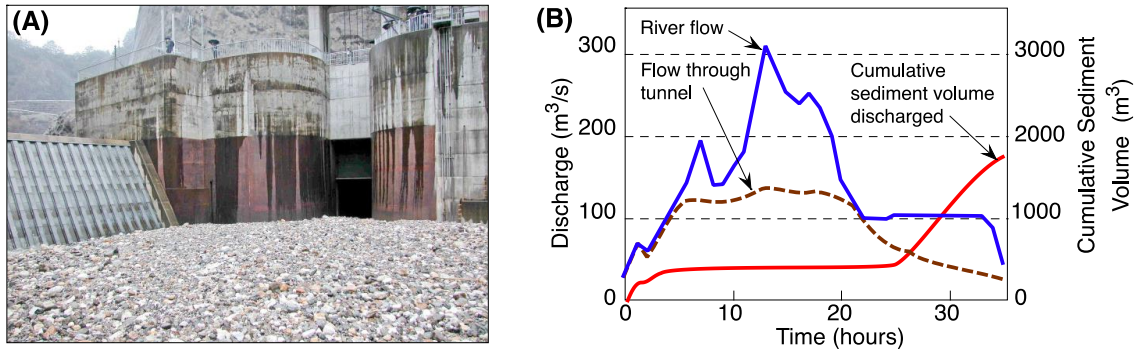 (A)
(B)
River flow
Flow through
tunnel
Cumulative
sediment volume
discharged
300
200
100
0
Discharge (m³/s)
3000
2000
1000
0
Cumulative Sediment
Volume (m³)
0
10
20
30
Time (hours)